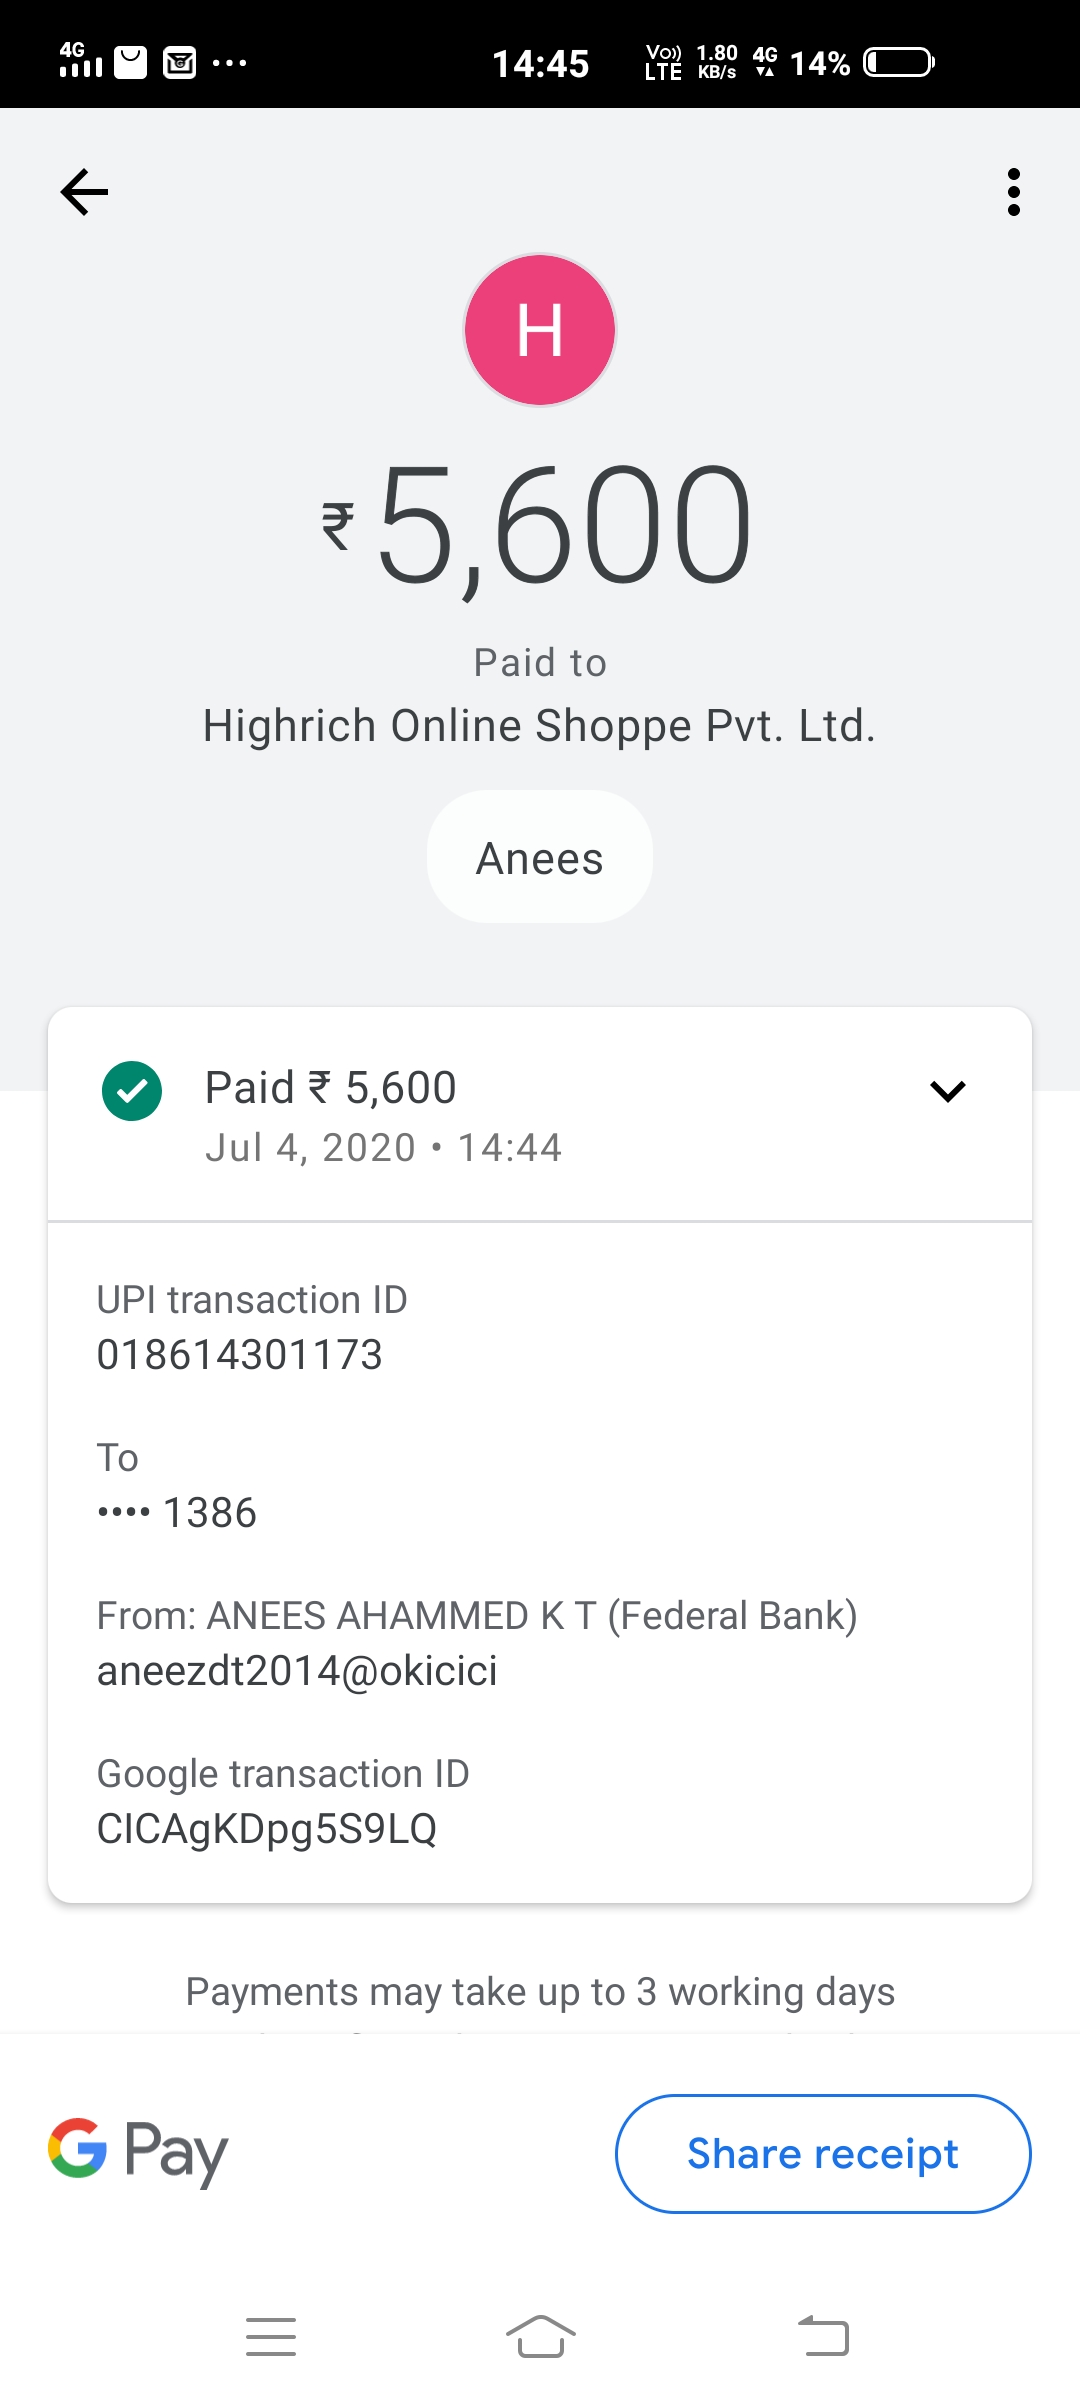 4G 14:45 Vo)) LTE 1.80 KB/s 4G 14%
H
₹5,600
Paid to
Highrich Online Shoppe Pvt. Ltd.
Anees
Paid ₹ 5,600
Jul 4, 2020 • 14:44
UPI transaction ID
018614301173
To
•••• 1386
From: ANEES AHAMMED K T (Federal Bank)
aneezdt2014@okicici
Google transaction ID
CICAgKDpg5S9LQ
Payments may take up to 3 working days
G Pay
Share receipt